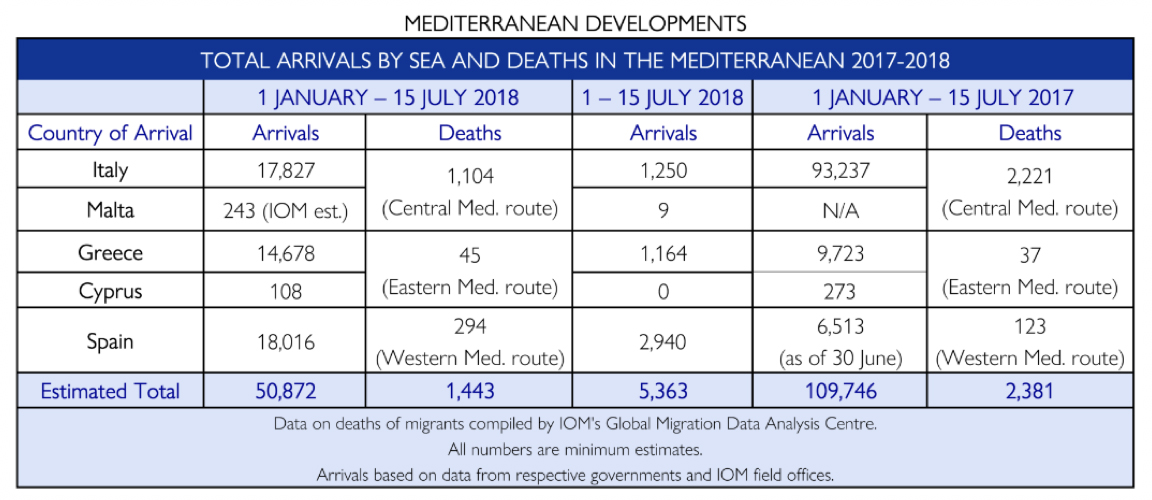 MEDITERRANEAN DEVELOPMENTS
TOTAL ARRIVALS BY SEA AND DEATHS IN THE MEDITERRANEAN 2017-2018
1 JANUARY – 15 JULY 2018 1 – 15 JULY 2018 1 JANUARY – 15 JULY 2017
Country of Arrival Arrivals Deaths Arrivals Arrivals Deaths
Italy 17,827 1,104 1,250 93,237 2,221
Malta 243 (IOM est.) (Central Med. route) 9 N/A (Central Med. route)
Greece 14,678 45 1,164 9,723 37
Cyprus 108 (Eastern Med. route) 0 273 (Eastern Med. route)
Spain 18,016 294 2,940 6,513 123
(Western Med. route) (as of 30 June) (Western Med. route)
Estimated Total 50,872 1,443 5,363 109,746 2,381
Data on deaths of migrants compiled by IOM's Global Migration Data Analysis Centre.
All numbers are minimum estimates.
Arrivals based on data from respective governments and IOM field offices.